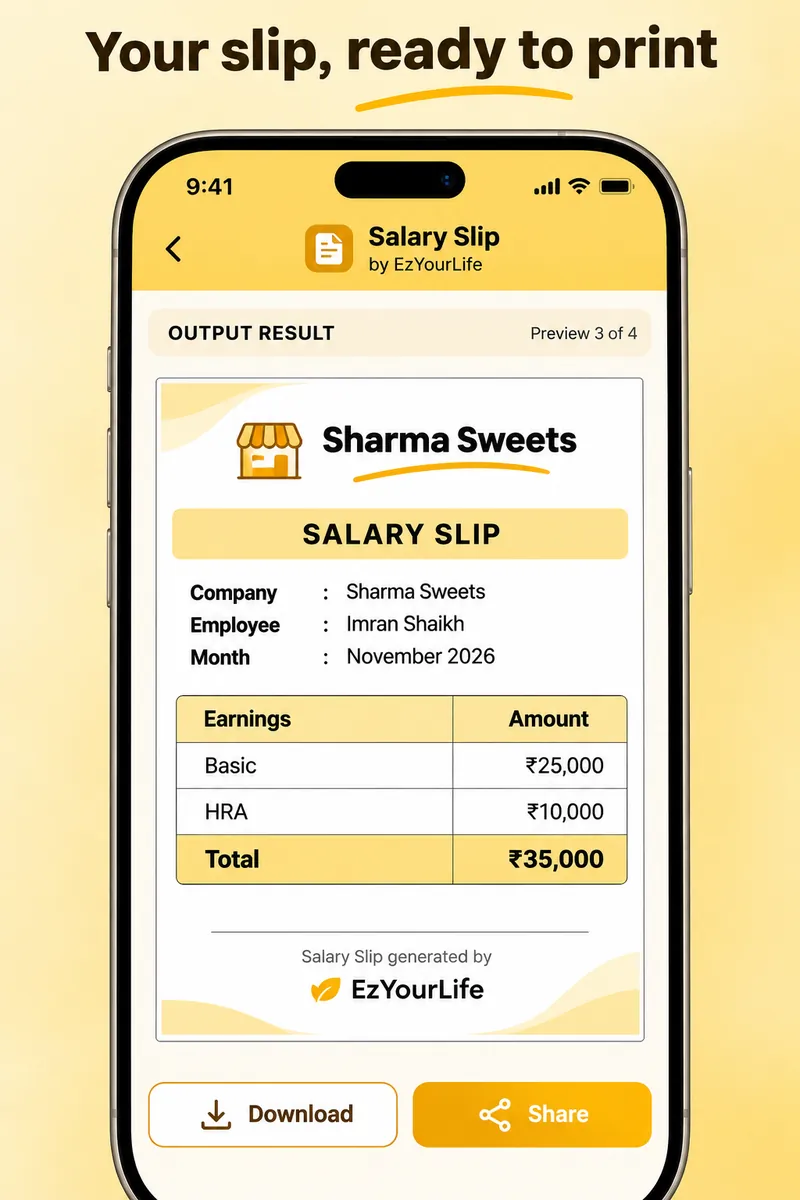 Your slip, ready to print
9:41
Salary Slip
by EzYourLife
OUTPUT RESULT Preview 3 of 4
Sharma Sweets
SALARY SLIP
Company : Sharma Sweets
Employee : Imran Shaikh
Month : November 2026
Earnings Amount
Basic ₹25,000
HRA ₹10,000
Total ₹35,000
Salary Slip generated by
EzYourLife
Download Share